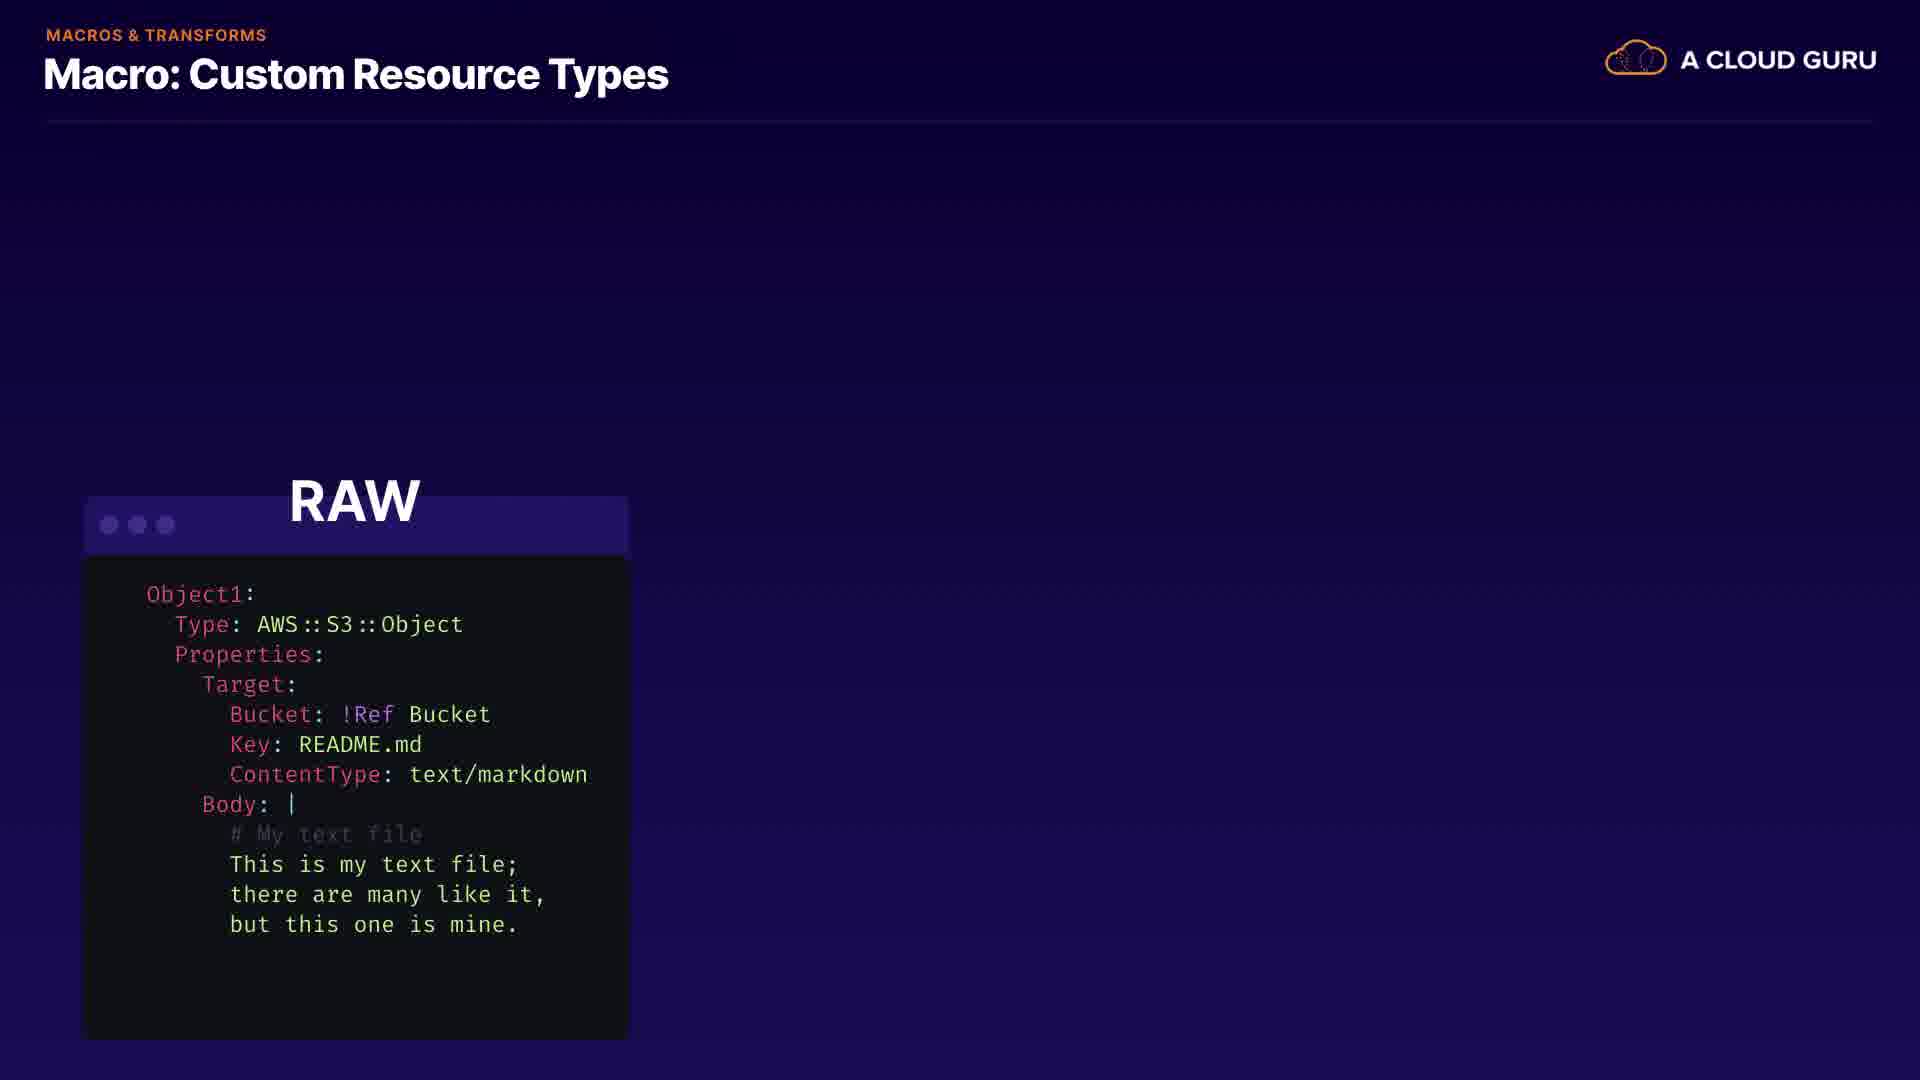 MACROS & TRANSFORMS
Macro: Custom Resource Types
A CLOUD GURU
RAW
Object1:
  Type: AWS::S3::Object
  Properties:
    Target:
      Bucket: !Ref Bucket
      Key: README.md
      ContentType: text/markdown
    Body: |
      # My text file
      This is my text file;
      there are many like it,
      but this one is mine.